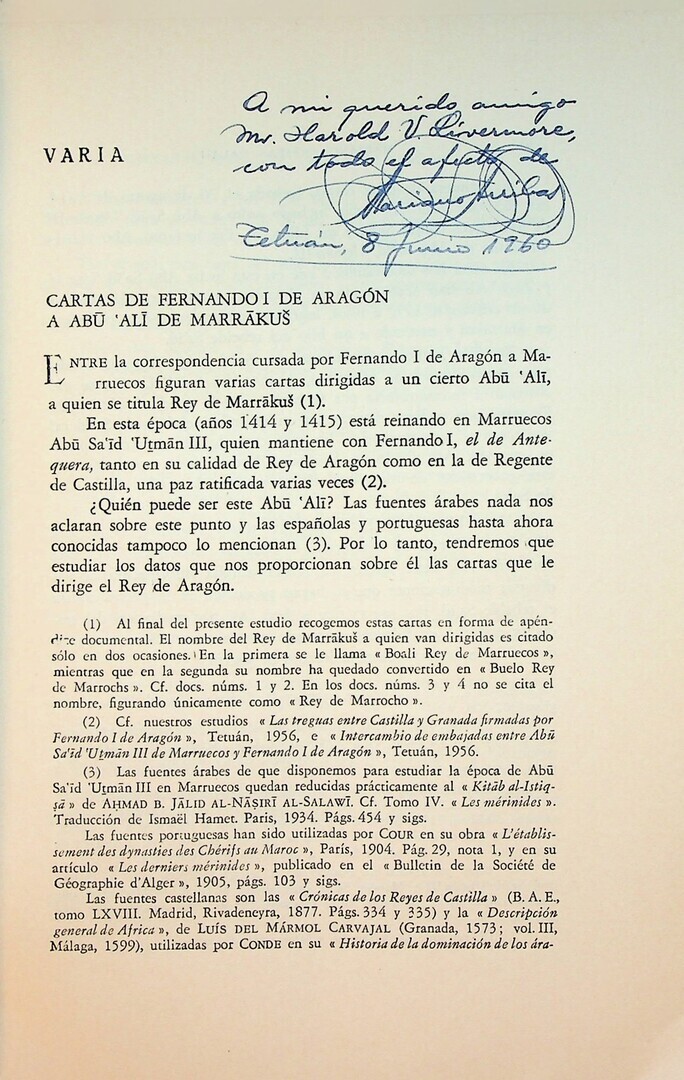 VARIA
A mi querido amigo
Mr. Harold V. Livermore,
con todo el afecto de
Mariano Arribas
Tetuán, 8 Junio 1960
CARTAS DE FERNANDO I DE ARAGÓN
A ABŪ ʿALĪ DE MARRĀKUŠ
ENTRE la correspondencia cursada por Fernando I de Aragón a Ma-
rruecos figuran varias cartas dirigidas a un cierto Abū ʿAlī,
a quien se titula Rey de Marrākuš (1).
En esta época (años 1414 y 1415) está reinando en Marruecos
Abū Saʿīd ʿUṯmān III, quien mantiene con Fernando I, el de Ante-
quera, tanto en su calidad de Rey de Aragón como en la de Regente
de Castilla, una paz ratificada varias veces (2).
¿Quién puede ser este Abū ʿAlī? Las fuentes árabes nada nos
aclaran sobre este punto y las españolas y portuguesas hasta ahora
conocidas tampoco lo mencionan (3). Por lo tanto, tendremos que
estudiar los datos que nos proporcionan sobre él las cartas que le
dirige el Rey de Aragón.
(1) Al final del presente estudio recogemos estas cartas en forma de apén-
dice documental. El nombre del Rey de Marrākuš a quien van dirigidas es citado
sólo en dos ocasiones. En la primera se le llama « Boali Rey de Marruecos »,
mientras que en la segunda su nombre ha quedado convertido en « Buelo Rey
de Marrochs ». Cf. docs. núms. 1 y 2. En los docs. núms. 3 y 4 no se cita el
nombre, figurando únicamente como « Rey de Marrocho ».
(2) Cf. nuestros estudios « Las treguas entre Castilla y Granada firmadas por
Fernando I de Aragón », Tetuán, 1956, e « Intercambio de embajadas entre Abū
Saʿīd ʿUṯmān III de Marruecos y Fernando I de Aragón », Tetuán, 1956.
(3) Las fuentes árabes de que disponemos para estudiar la época de Abū
Saʿīd ʿUṯmān III en Marruecos quedan reducidas prácticamente al « Kitāb al-Istiq-
ṣā » de AḤMAD B. JĀLID AL-NĀṢIRĪ AL-SALAWĪ. Cf. Tomo IV. « Les mérinides ».
Traducción de Ismaël Hamet. Paris, 1934. Págs. 454 y sigs.
Las fuentes portuguesas han sido utilizadas por COUR en su obra « L'établis-
sement des dynasties des Chérifs au Maroc », París, 1904. Pág. 29, nota 1, y en su
artículo « Les derniers mérinides », publicado en el « Bulletin de la Société de
Géographie d'Alger », 1905, págs. 103 y sigs.
Las fuentes castellanas son las « Crónicas de los Reyes de Castilla » (B. A. E.,
tomo LXVIII. Madrid, Rivadeneyra, 1877. Págs. 334 y 335) y la « Descripción
general de Africa », de LUÍS DEL MÁRMOL CARVAJAL (Granada, 1573 ; vol. III,
Málaga, 1599), utilizadas por CONDE en su « Historia de la dominación de los ára-